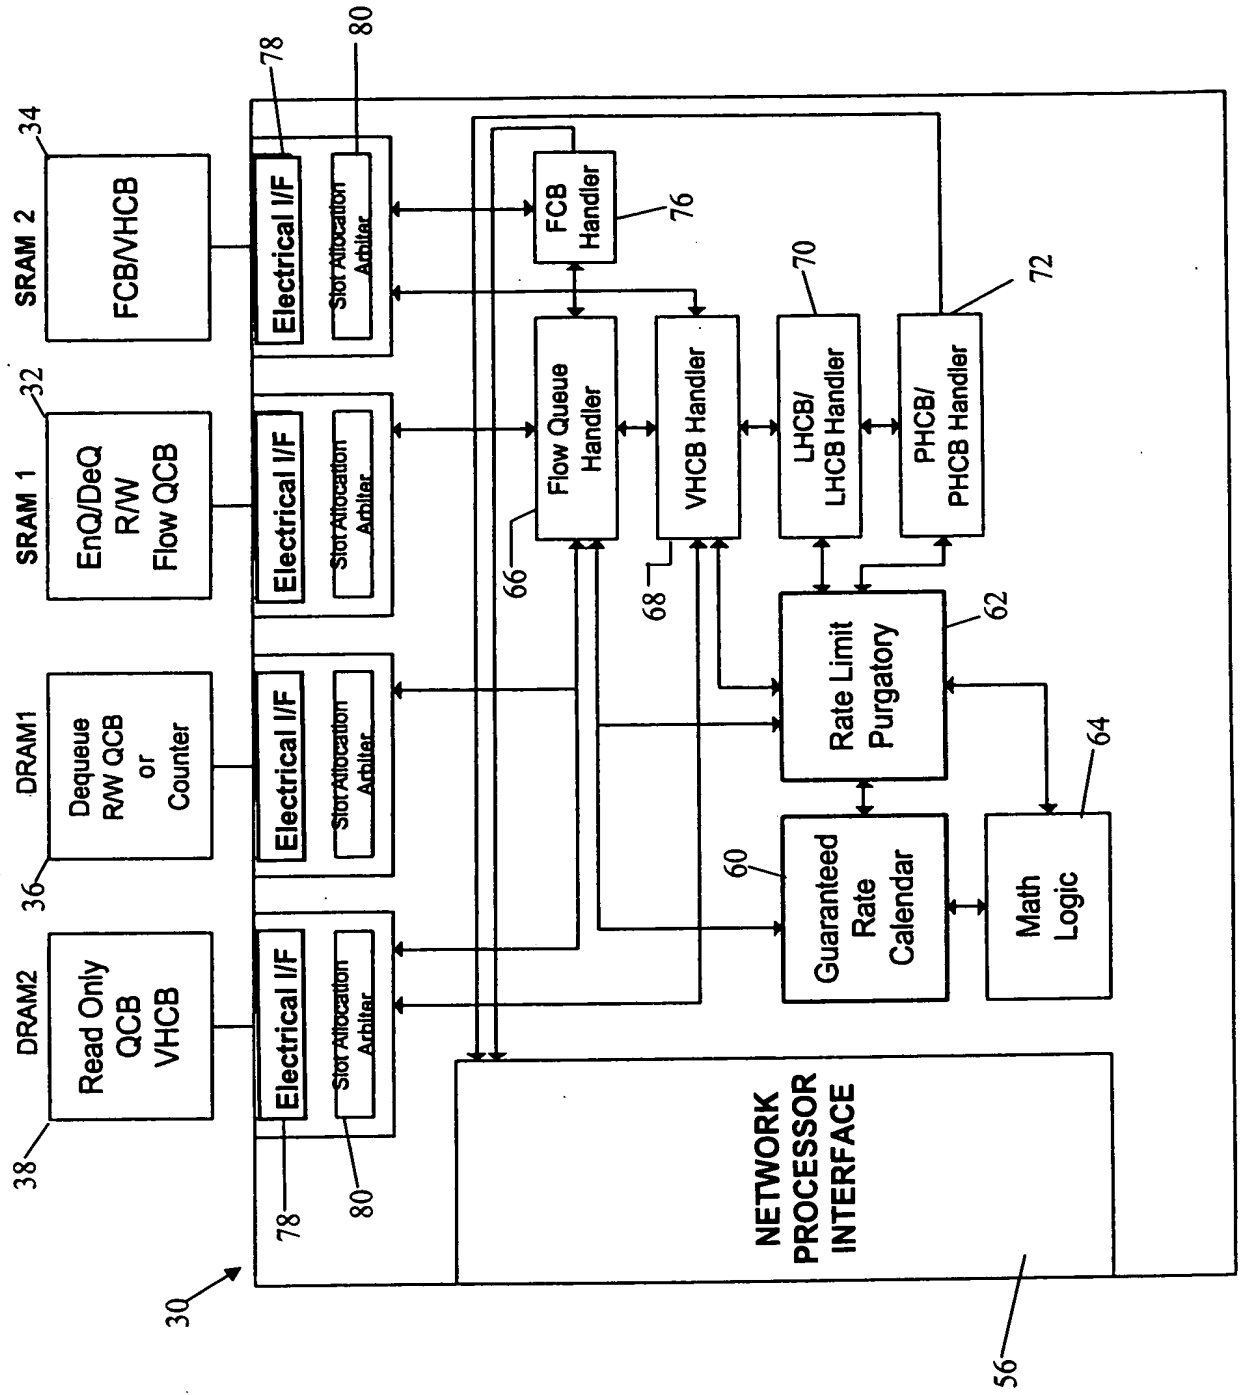 30
38
DRAM2
Read Only
QCB
VHCB
36
DRAM1
Dequeue
R/W QCB
or
Counter
32
SRAM 1
EnQ/DeQ
R/W
Flow QCB
34
SRAM 2
FCB/VHCB
78
Electrical I/F
Electrical I/F
Electrical I/F
Electrical I/F
78
80
Slot Allocation
Arbiter
Slot Allocation
Arbiter
Slot Allocation
Arbiter
Slot Allocation
Arbiter
80
66
Flow Queue
Handler
FCB
Handler
76
68
VHCB Handler
LHCB/
LHCB Handler
70
PHCB/
PHCB Handler
72
60
Guaranteed
Rate
Calendar
Rate Limit
Purgatory
62
Math
Logic
64
NETWORK
PROCESSOR
INTERFACE
56